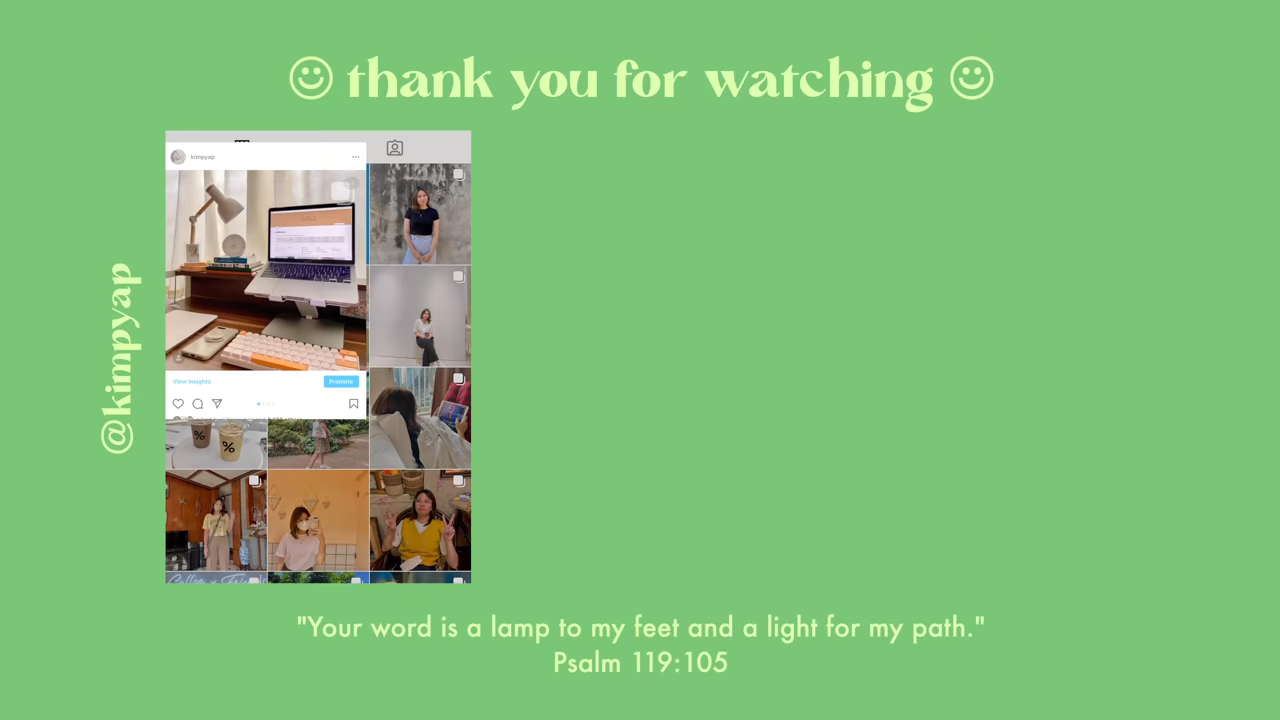 ☺ thank you for watching ☺
@kimpyap
kimpyap
View Insights
Promote
%
%
"Your word is a lamp to my feet and a light for my path."
Psalm 119:105